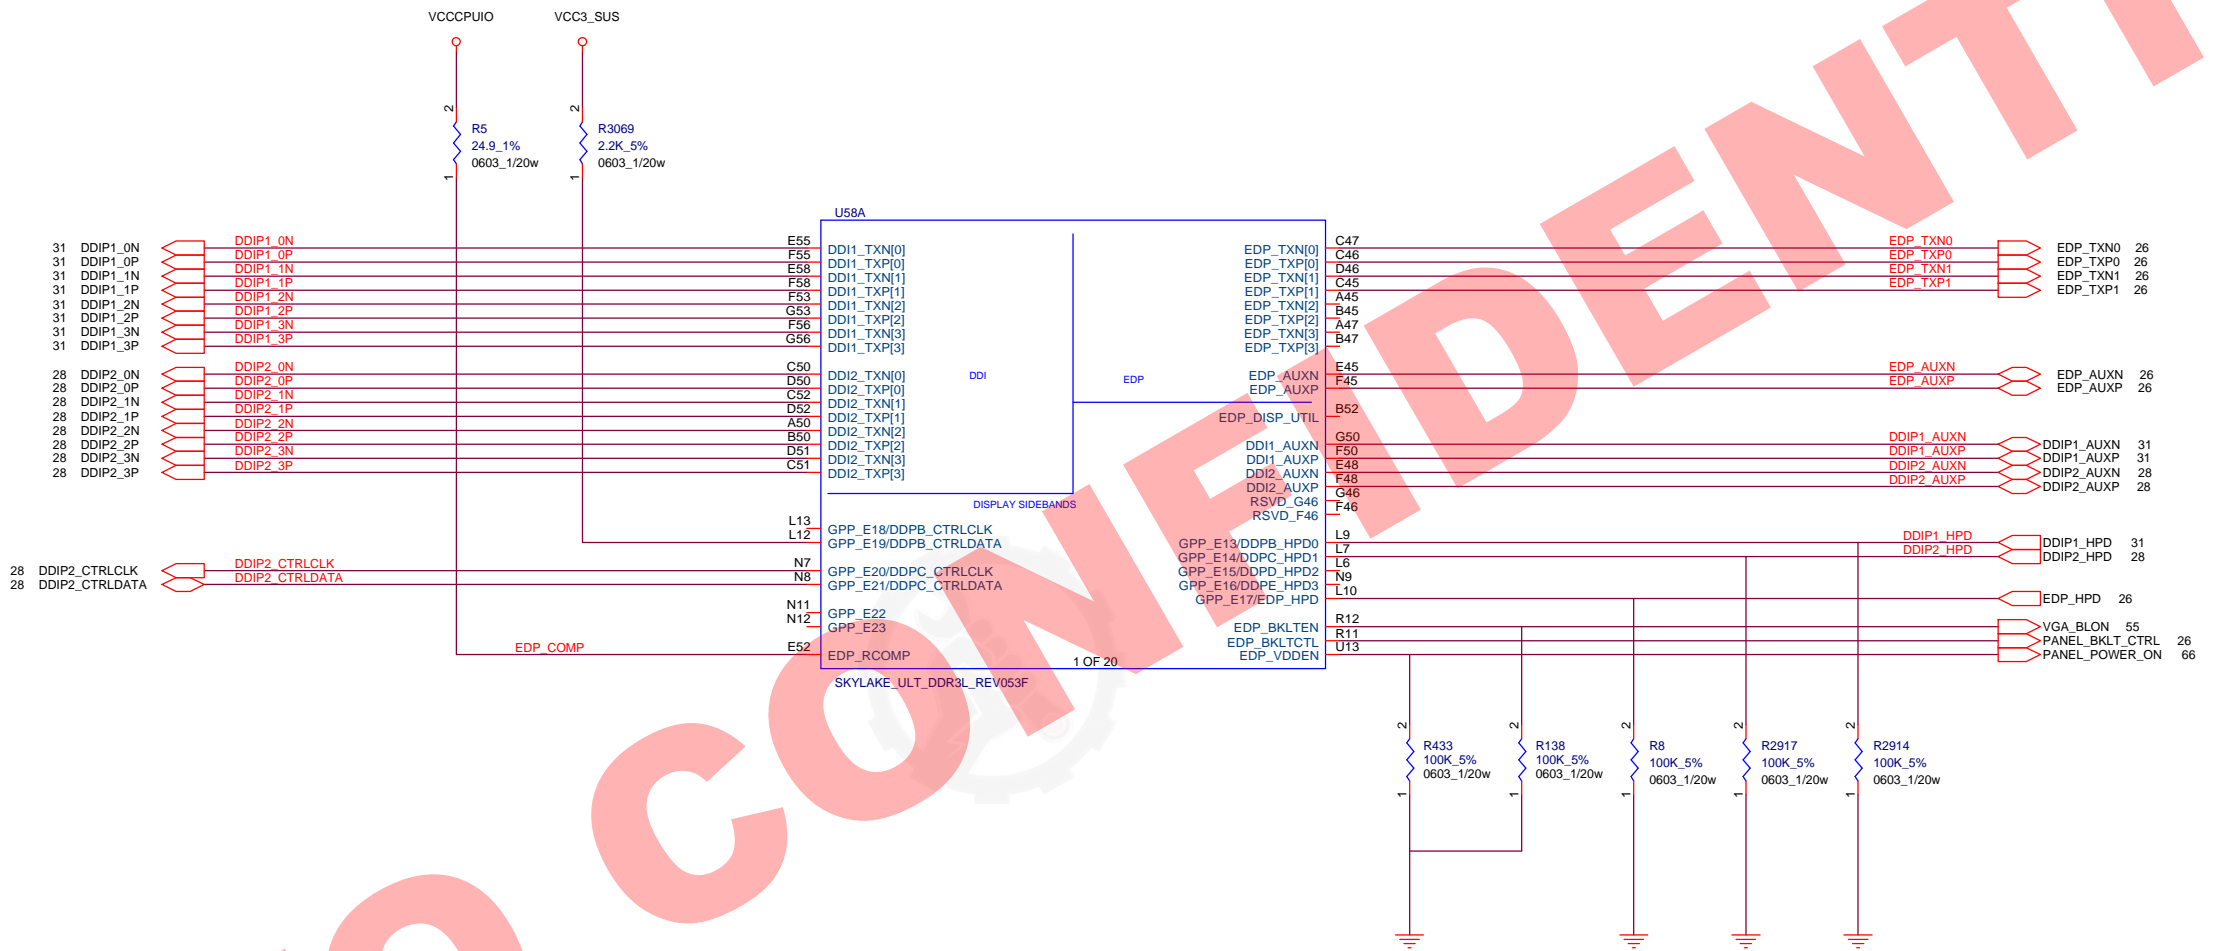 VCCCPUIO VCC3_SUS
2 2
R5 R3069
24.9_1% 2.2K_5%
0603_1/20w 0603_1/20w
1 1
U58A
31 DDIP1_0N DDIP1_0N E55 DDI1_TXN[0] EDP_TXN[0] C47 EDP_TXN0 EDP_TXN0 26
31 DDIP1_0P DDIP1_0P F55 DDI1_TXP[0] EDP_TXP[0] C46 EDP_TXP0 EDP_TXP0 26
31 DDIP1_1N DDIP1_1N E58 DDI1_TXN[1] EDP_TXN[1] D46 EDP_TXN1 EDP_TXN1 26
31 DDIP1_1P DDIP1_1P F58 DDI1_TXP[1] EDP_TXP[1] C45 EDP_TXP1 EDP_TXP1 26
31 DDIP1_2N DDIP1_2N F53 DDI1_TXN[2] EDP_TXN[2] A45
31 DDIP1_2P DDIP1_2P G53 DDI1_TXP[2] EDP_TXP[2] B45
31 DDIP1_3N DDIP1_3N F56 DDI1_TXN[3] EDP_TXN[3] A47
31 DDIP1_3P DDIP1_3P G56 DDI1_TXP[3] EDP_TXP[3] B47
28 DDIP2_0N DDIP2_0N C50 DDI2_TXN[0] DDI EDP EDP_AUXN E45 EDP_AUXN EDP_AUXN 26
28 DDIP2_0P DDIP2_0P D50 DDI2_TXP[0] EDP_AUXP F45 EDP_AUXP EDP_AUXP 26
28 DDIP2_1N DDIP2_1N C52 DDI2_TXN[1]
28 DDIP2_1P DDIP2_1P D52 DDI2_TXP[1] EDP_DISP_UTIL B52
28 DDIP2_2N DDIP2_2N A50 DDI2_TXN[2]
28 DDIP2_2P DDIP2_2P B50 DDI2_TXP[2] DDI1_AUXN G50 DDIP1_AUXN DDIP1_AUXN 31
28 DDIP2_3N DDIP2_3N D51 DDI2_TXN[3] DDI1_AUXP F50 DDIP1_AUXP DDIP1_AUXP 31
28 DDIP2_3P DDIP2_3P C51 DDI2_TXP[3] DDI2_AUXN E48 DDIP2_AUXN DDIP2_AUXN 28
DDI2_AUXP F48 DDIP2_AUXP DDIP2_AUXP 28
DISPLAY SIDEBANDS RSVD_G46 G46
RSVD_F46 F46
L13 GPP_E18/DDPB_CTRLCLK
L12 GPP_E19/DDPB_CTRLDATA GPP_E13/DDPB_HPD0 L9 DDIP1_HPD DDIP1_HPD 31
GPP_E14/DDPC_HPD1 L7 DDIP2_HPD DDIP2_HPD 28
28 DDIP2_CTRLCLK DDIP2_CTRLCLK N7 GPP_E20/DDPC_CTRLCLK GPP_E15/DDPD_HPD2 L6
28 DDIP2_CTRLDATA DDIP2_CTRLDATA N8 GPP_E21/DDPC_CTRLDATA GPP_E16/DDPE_HPD3 N9
GPP_E17/EDP_HPD L10 EDP_HPD 26
N11 GPP_E22
N12 GPP_E23 EDP_BKLTEN R12 VGA_BLON 55
EDP_BKLTCTL R11 PANEL_BKLT_CTRL 26
EDP_COMP E52 EDP_RCOMP EDP_VDDEN U13 PANEL_POWER_ON 66
1 OF 20
SKYLAKE_ULT_DDR3L_REV053F
2 2 2 2 2
R433 R138 R8 R2917 R2914
100K_5% 100K_5% 100K_5% 100K_5% 100K_5%
0603_1/20w 0603_1/20w 0603_1/20w 0603_1/20w 0603_1/20w
1 1 1 1 1
CONFIDENTI